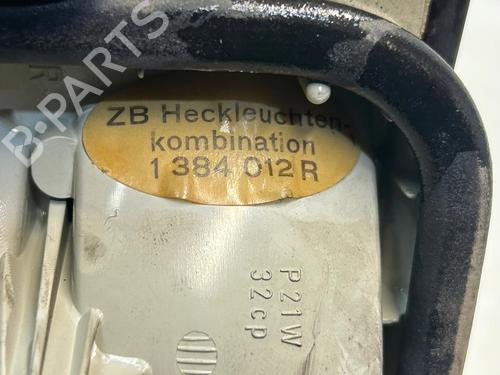 B-PARTS
R
ZB Heckleuchten-
kombination
1 384 012 R
P21W
32cp